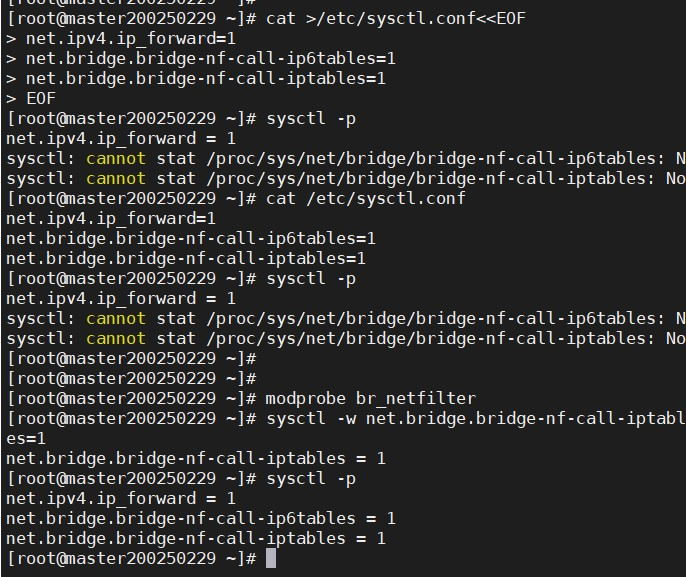 [root@master200250229 ~]#
[root@master200250229 ~]# cat >/etc/sysctl.conf<<EOF
> net.ipv4.ip_forward=1
> net.bridge.bridge-nf-call-ip6tables=1
> net.bridge.bridge-nf-call-iptables=1
> EOF
[root@master200250229 ~]# sysctl -p
net.ipv4.ip_forward = 1
sysctl: cannot stat /proc/sys/net/bridge/bridge-nf-call-ip6tables: N
sysctl: cannot stat /proc/sys/net/bridge/bridge-nf-call-iptables: No
[root@master200250229 ~]# cat /etc/sysctl.conf
net.ipv4.ip_forward=1
net.bridge.bridge-nf-call-ip6tables=1
net.bridge.bridge-nf-call-iptables=1
[root@master200250229 ~]# sysctl -p
net.ipv4.ip_forward = 1
sysctl: cannot stat /proc/sys/net/bridge/bridge-nf-call-ip6tables: N
sysctl: cannot stat /proc/sys/net/bridge/bridge-nf-call-iptables: No
[root@master200250229 ~]#
[root@master200250229 ~]#
[root@master200250229 ~]# modprobe br_netfilter
[root@master200250229 ~]# sysctl -w net.bridge.bridge-nf-call-iptabl
es=1
net.bridge.bridge-nf-call-iptables = 1
[root@master200250229 ~]# sysctl -p
net.ipv4.ip_forward = 1
net.bridge.bridge-nf-call-ip6tables = 1
net.bridge.bridge-nf-call-iptables = 1
[root@master200250229 ~]#